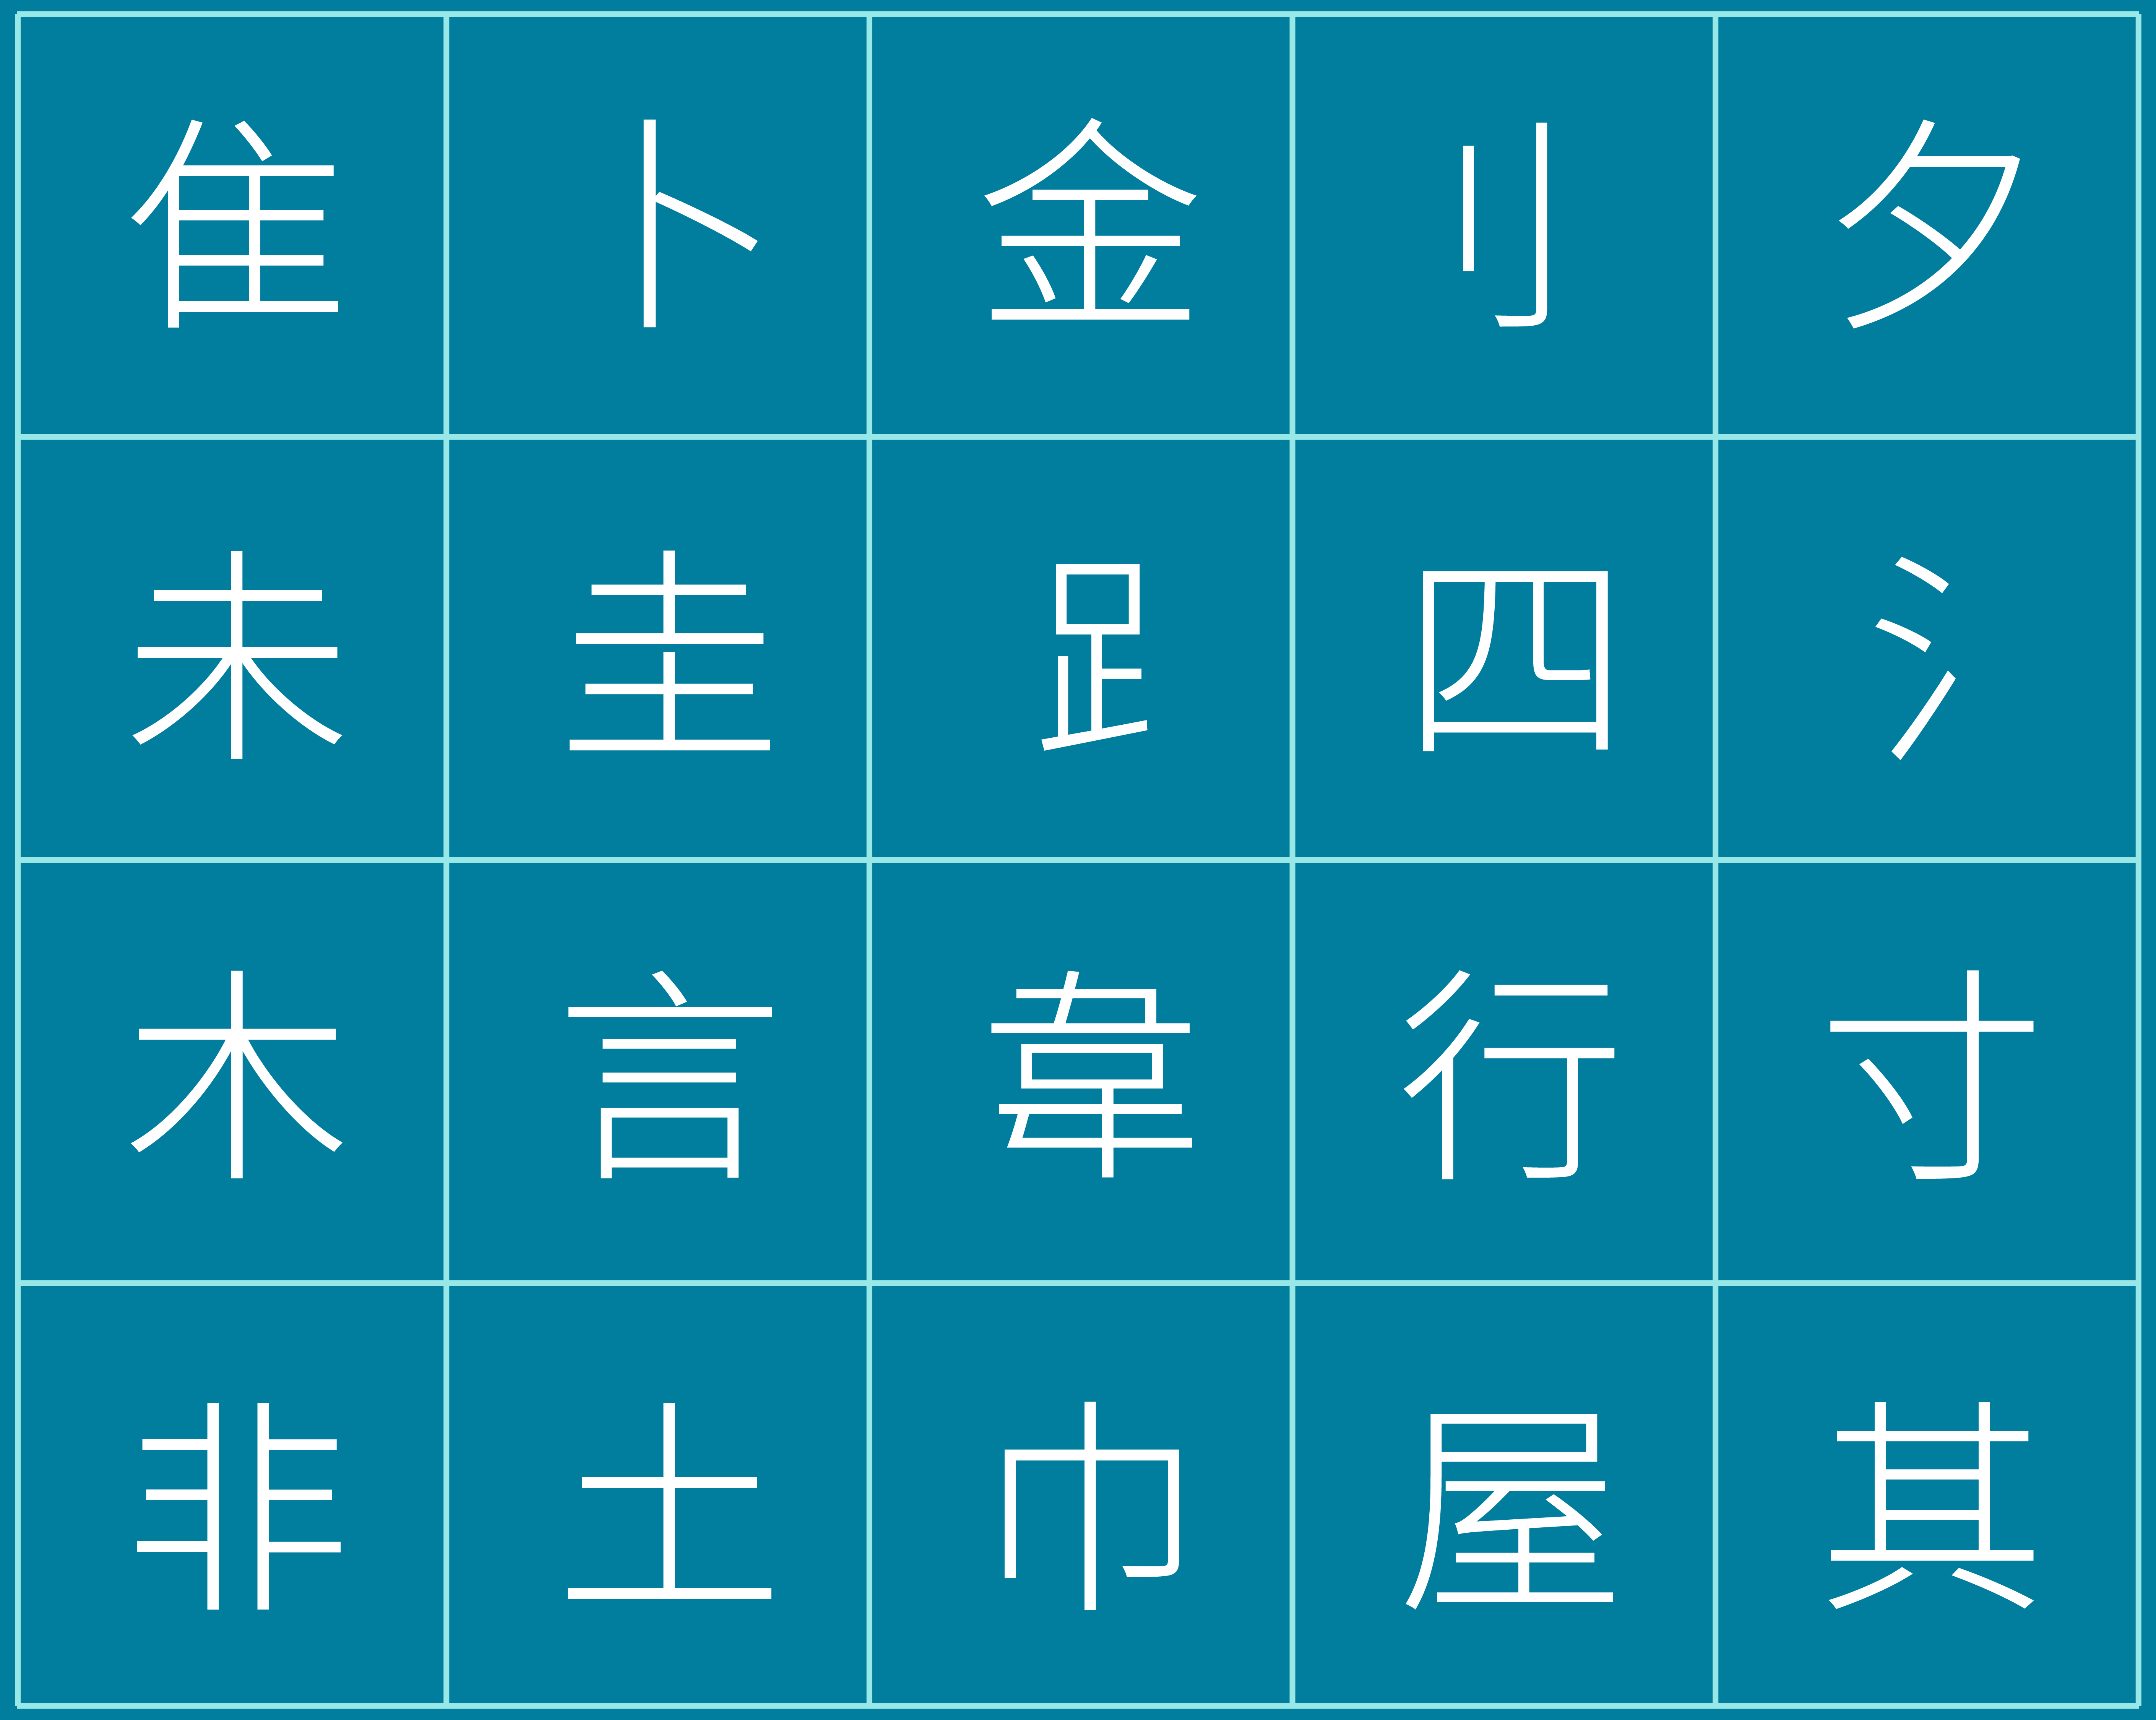 隹 卜 金 刂 夕
未 圭 𧾷 四 氵
木 言 韋 行 寸
非 土 巾 屋 其